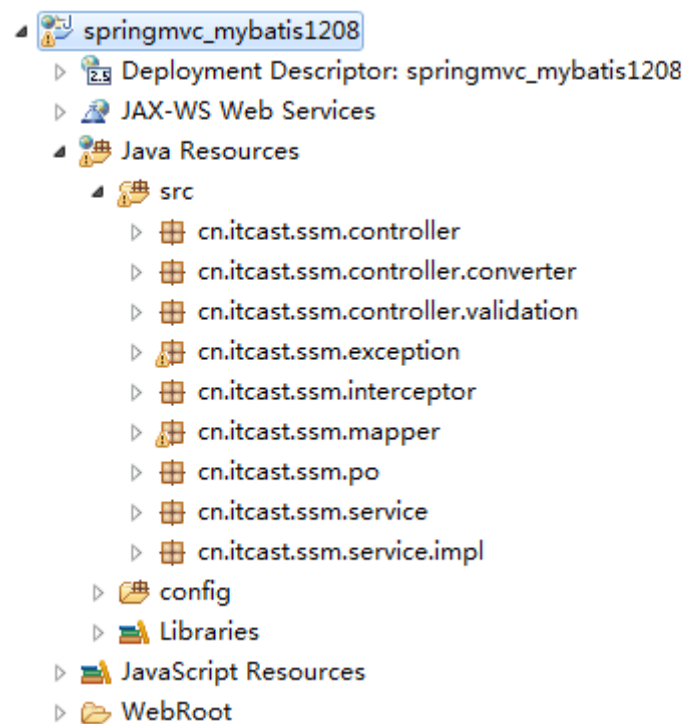 springmvc_mybatis1208
Deployment Descriptor: springmvc_mybatis1208
JAX-WS Web Services
Java Resources
src
cn.itcast.ssm.controller
cn.itcast.ssm.controller.converter
cn.itcast.ssm.controller.validation
cn.itcast.ssm.exception
cn.itcast.ssm.interceptor
cn.itcast.ssm.mapper
cn.itcast.ssm.po
cn.itcast.ssm.service
cn.itcast.ssm.service.impl
config
Libraries
JavaScript Resources
WebRoot